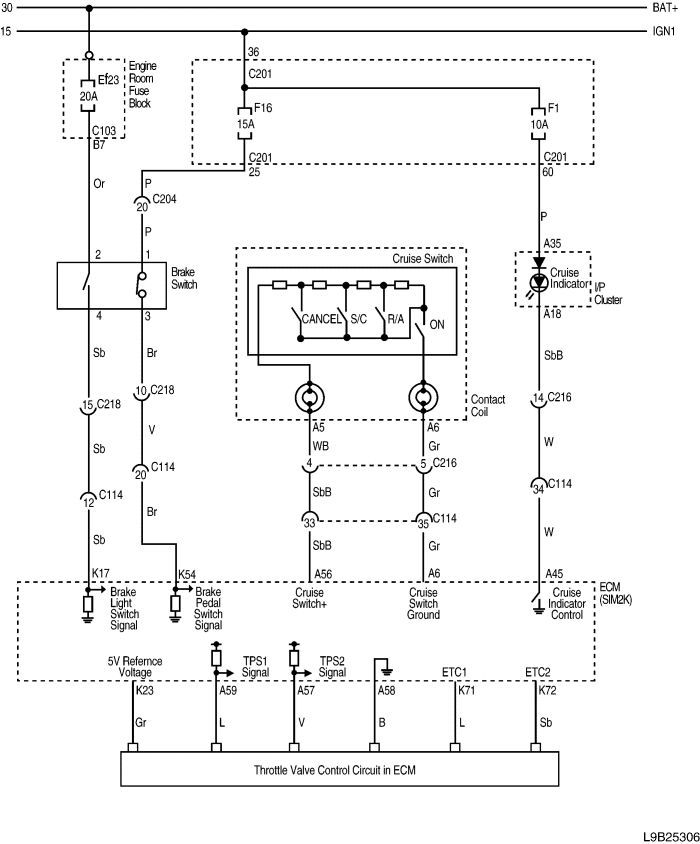 30
BAT+
15
IGN1
36
C201
Engine
Room
Fuse
Block
Ef23
20A
F16
15A
F1
10A
C103
B7
C201
25
C201
60
Or
P
20
C204
P
P
A35
2
1
Brake
Switch
Cruise Switch
Cruise
Indicator
I/P
Cluster
CANCEL
S/C
R/A
ON
4
3
A18
Sb
Br
SbB
15
C218
10
C218
Contact
Coil
14
C216
A5
A6
Sb
V
WB
Gr
W
20
C114
4
5
C216
12
C114
SbB
Gr
34
C114
33
35
C114
Sb
Br
SbB
Gr
W
K17
K54
A56
A6
A45
ECM
(SIM2K)
Brake
Light
Switch
Signal
Brake
Pedal
Switch
Signal
Cruise
Switch+
Cruise
Switch
Ground
Cruise
Indicator
Control
5V Refernce
Voltage
TPS1
Signal
TPS2
Signal
ETC1
ETC2
K23
A59
A57
A58
K71
K72
Gr
L
V
B
L
Sb
Throttle Valve Control Circuit in ECM
L9B25306